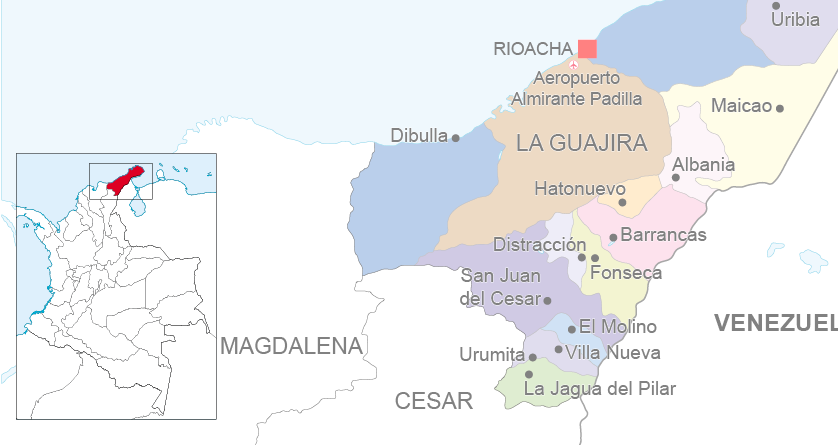 Uribia
RIOACHA
Aeropuerto
Almirante Padilla
Maicao
Dibulla
LA GUAJIRA
Albania
Hatonuevo
Barrancas
Distracción
Fonseca
San Juan
del Cesar
El Molino
VENEZUEL
MAGDALENA
Urumita
Villa Nueva
La Jagua del Pilar
CESAR